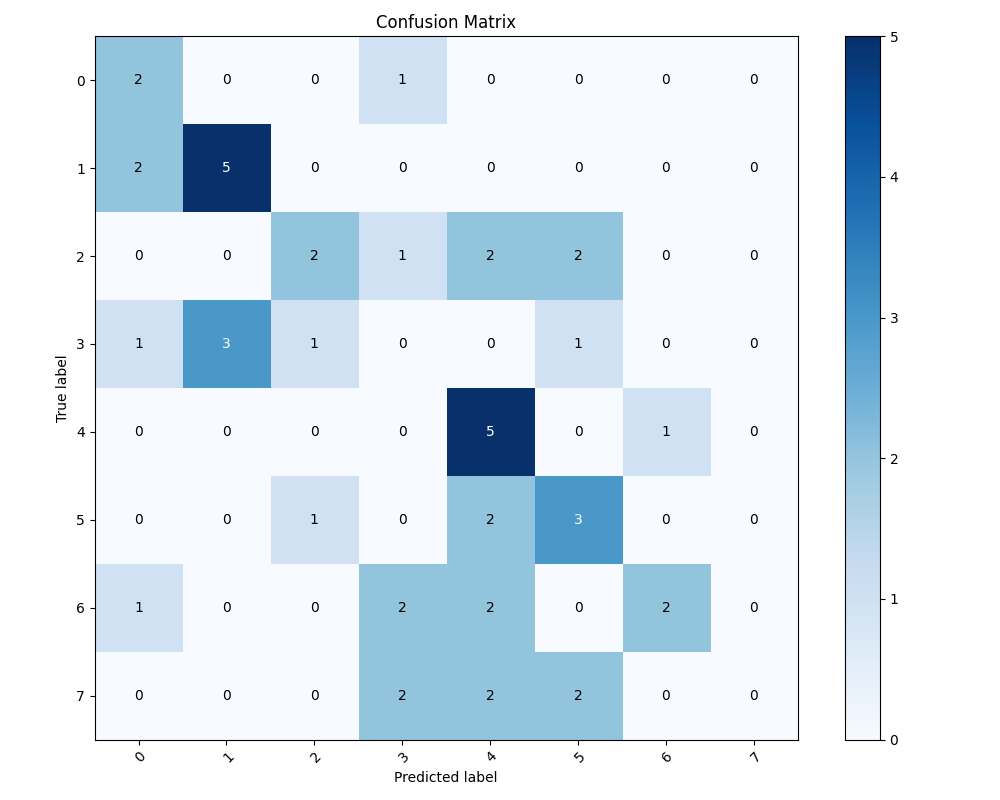 Confusion Matrix
0 2 0 0 1 0 0 0 0
1 2 5 0 0 0 0 0 0
2 0 0 2 1 2 2 0 0
3 1 3 1 0 0 1 0 0
4 0 0 0 0 5 0 1 0
5 0 0 1 0 2 3 0 0
6 1 0 0 2 2 0 2 0
7 0 0 0 2 2 2 0 0
0 1 2 3 4 5 6 7
True label
Predicted label
5
4
3
2
1
0